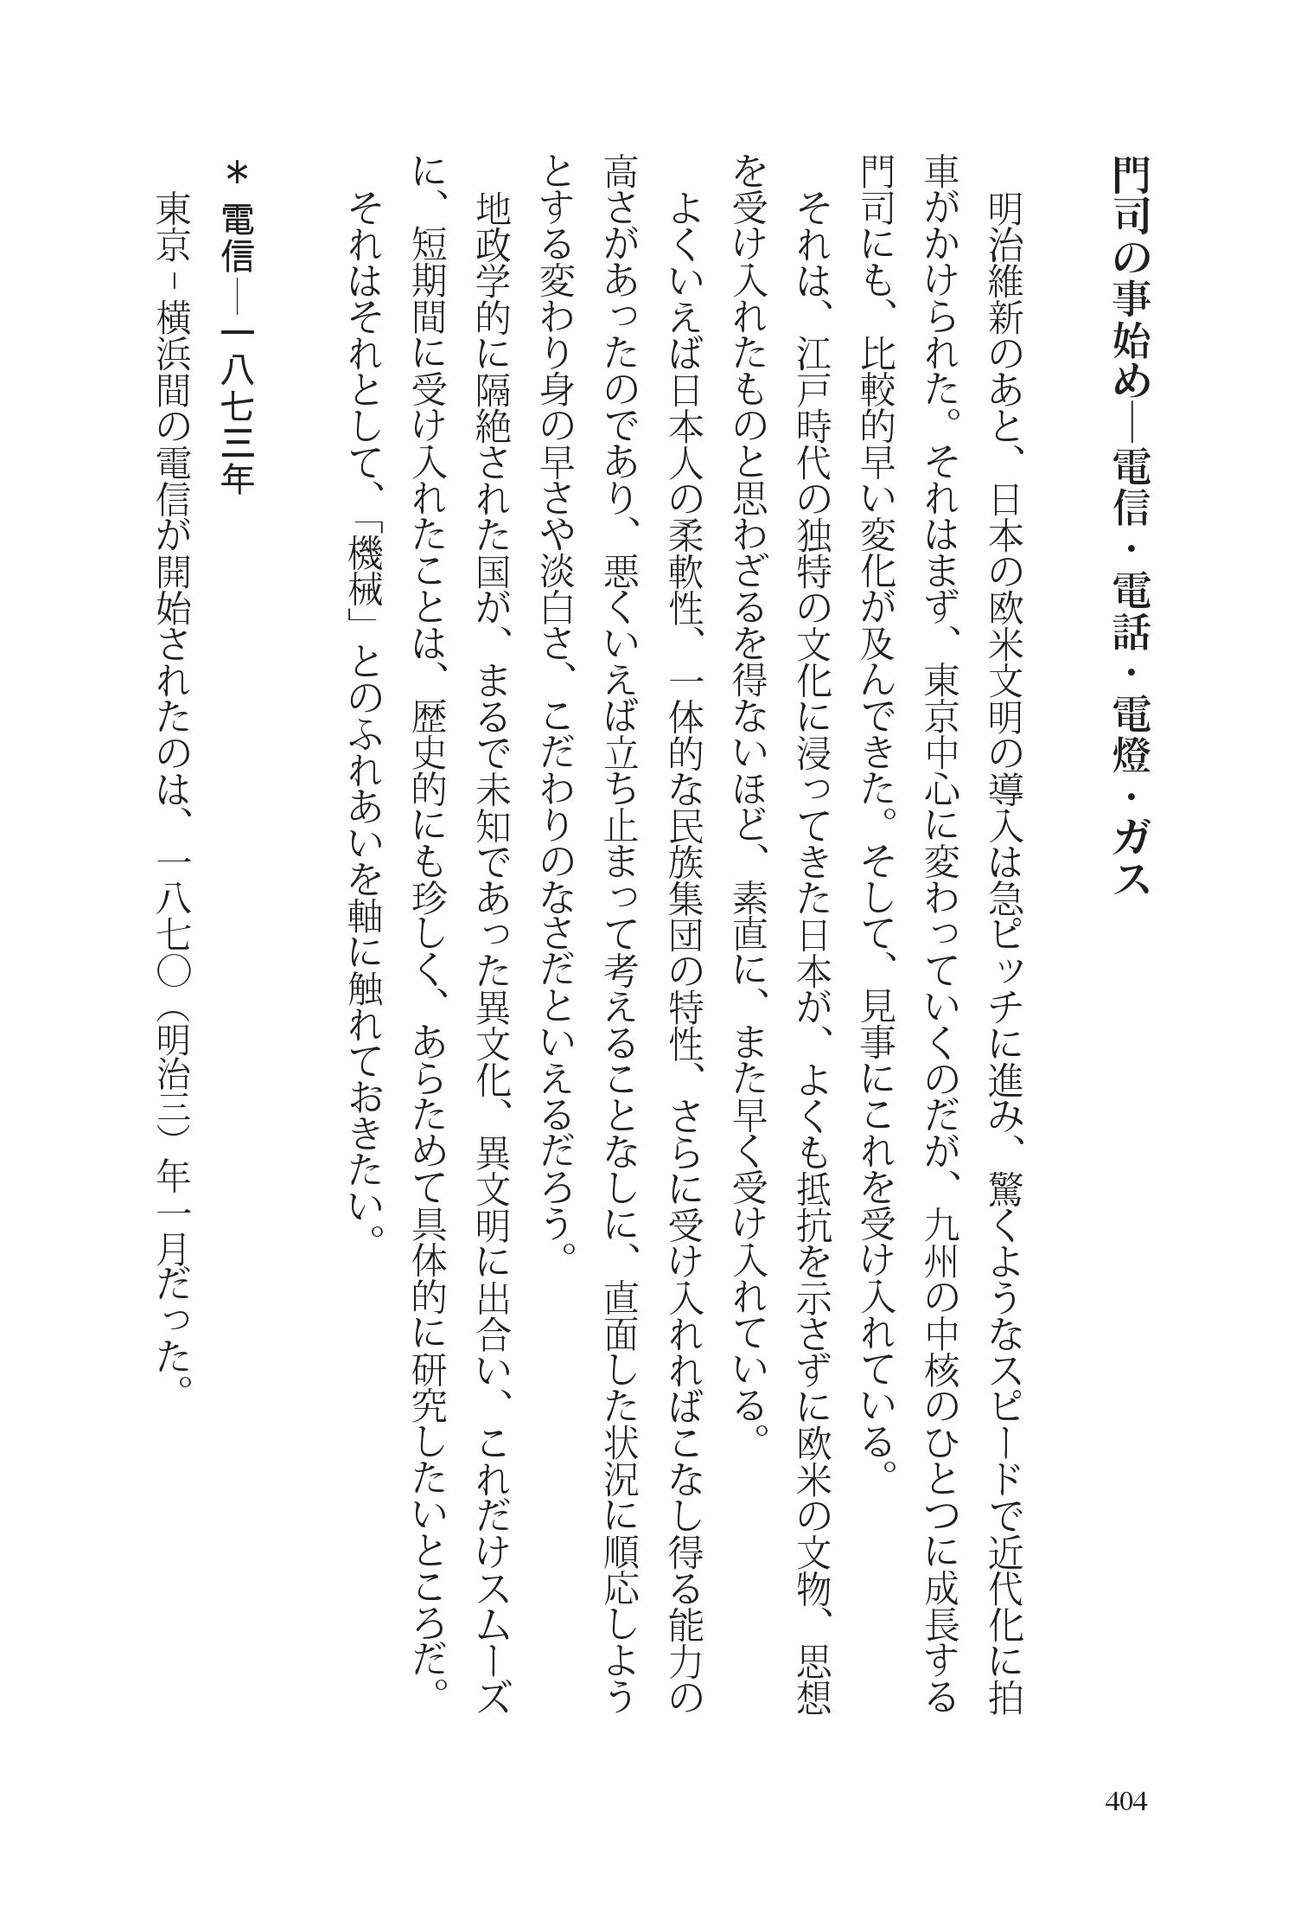 門司の事始め―電信・電話・電燈・ガス
　明治維新のあと、日本の欧米文明の導入は急ピッチに進み、驚くようなスピードで近代化に拍
車がかけられた。それはまず、東京中心に変わっていくのだが、九州の中核のひとつに成長する
門司にも、比較的早い変化が及んできた。そして、見事にこれを受け入れている。
　それは、江戸時代の独特の文化に浸ってきた日本が、よくも抵抗を示さずに欧米の文物、思想
を受け入れたものと思わざるを得ないほど、素直に、また早く受け入れている。
　よくいえば日本人の柔軟性、一体的な民族集団の特性、さらに受け入れればこなし得る能力の
高さがあったのであり、悪くいえば立ち止まって考えることなしに、直面した状況に順応しよう
とする変わり身の早さや淡白さ、こだわりのなさだといえるだろう。
　地政学的に隔絶された国が、まるで未知であった異文化、異文明に出合い、これだけスムーズ
に、短期間に受け入れたことは、歴史的にも珍しく、あらためて具体的に研究したいところだ。
　それはそれとして、「機械」とのふれあいを軸に触れておきたい。
＊電信―一八七三年
　東京－横浜間の電信が開始されたのは、一八七〇（明治三）年一月だった。
404